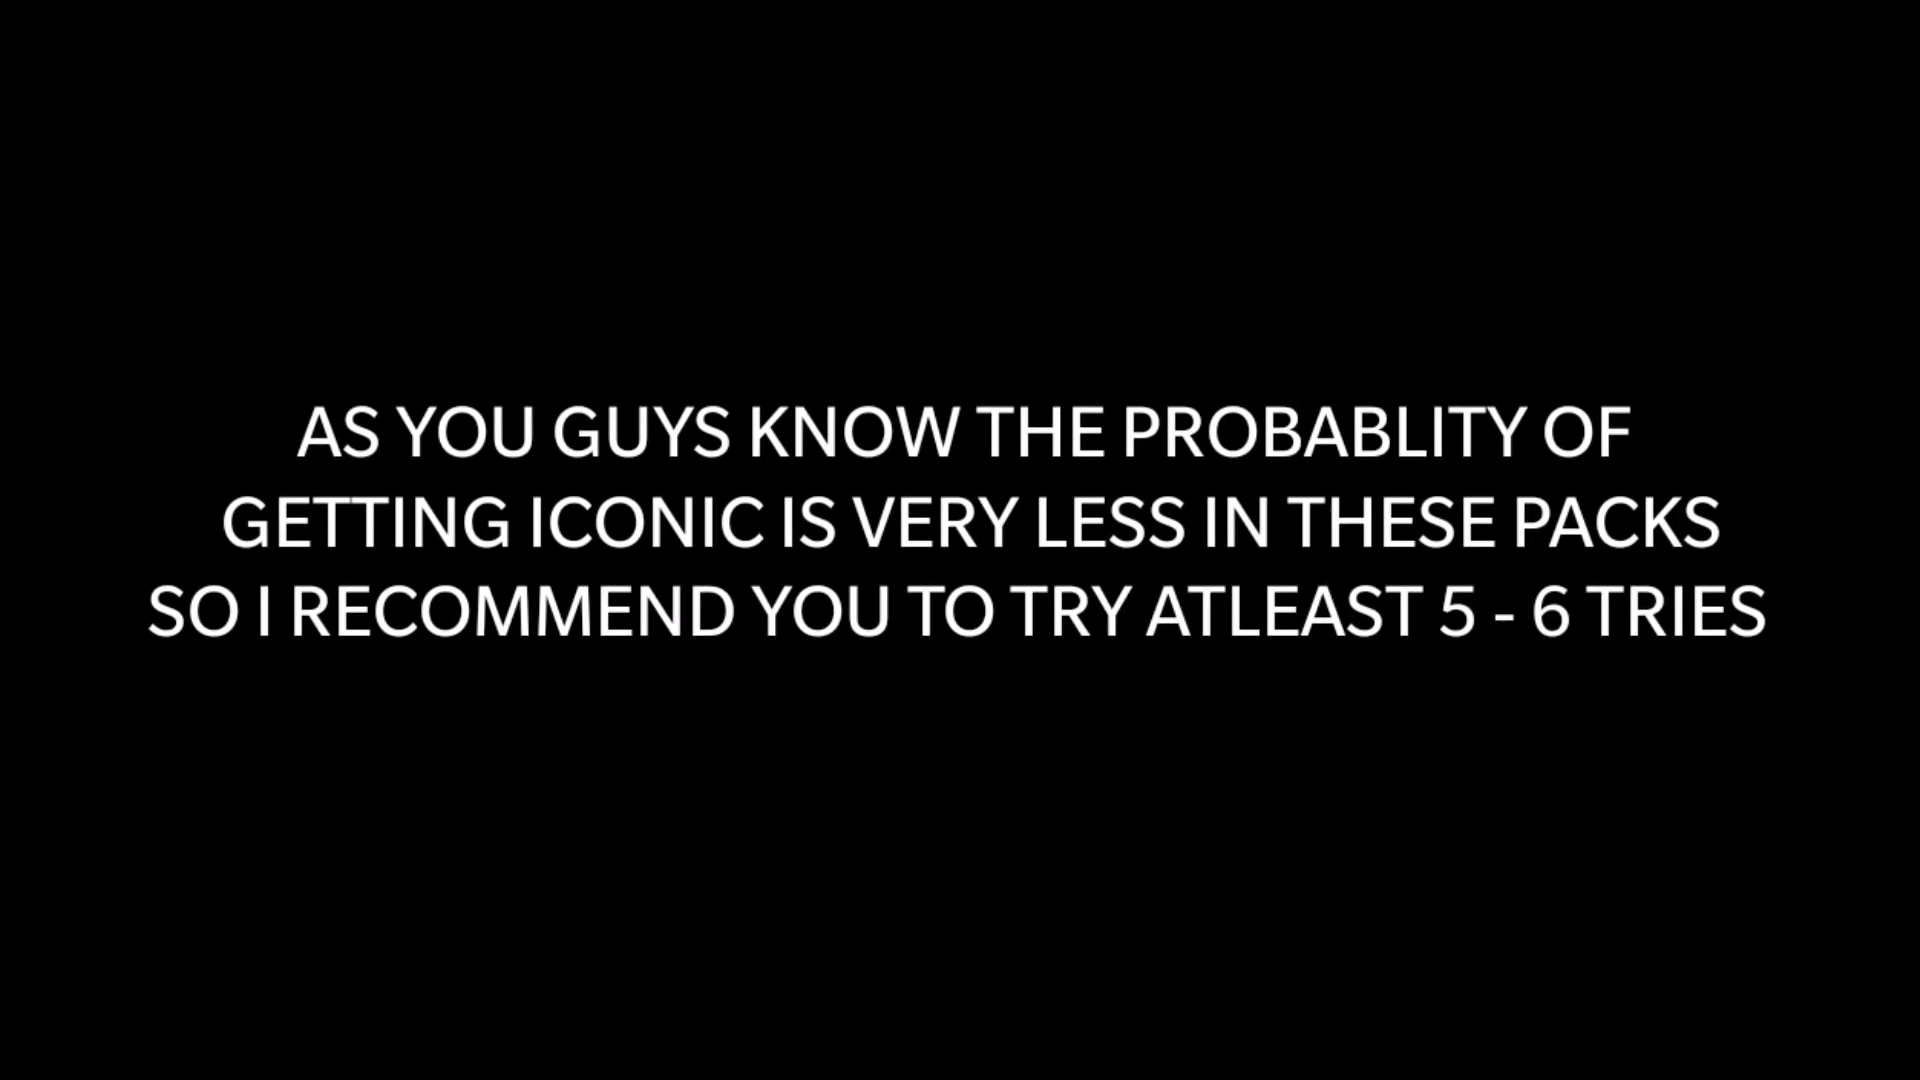 AS YOU GUYS KNOW THE PROBABLITY OF
GETTING ICONIC IS VERY LESS IN THESE PACKS
SO I RECOMMEND YOU TO TRY ATLEAST 5 - 6 TRIES